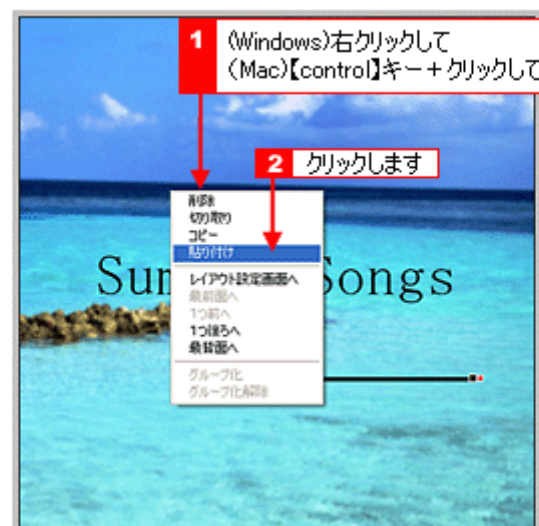 1 (Windows)右クリックして
(Mac)【control】キー+クリックして
2 クリックします
削除
切り取り
コピー
貼り付け
レイアウト設定画面へ
最前面へ
1つ前へ
1つ後ろへ
最背面へ
グループ化
グループ化解除
Sum Songs